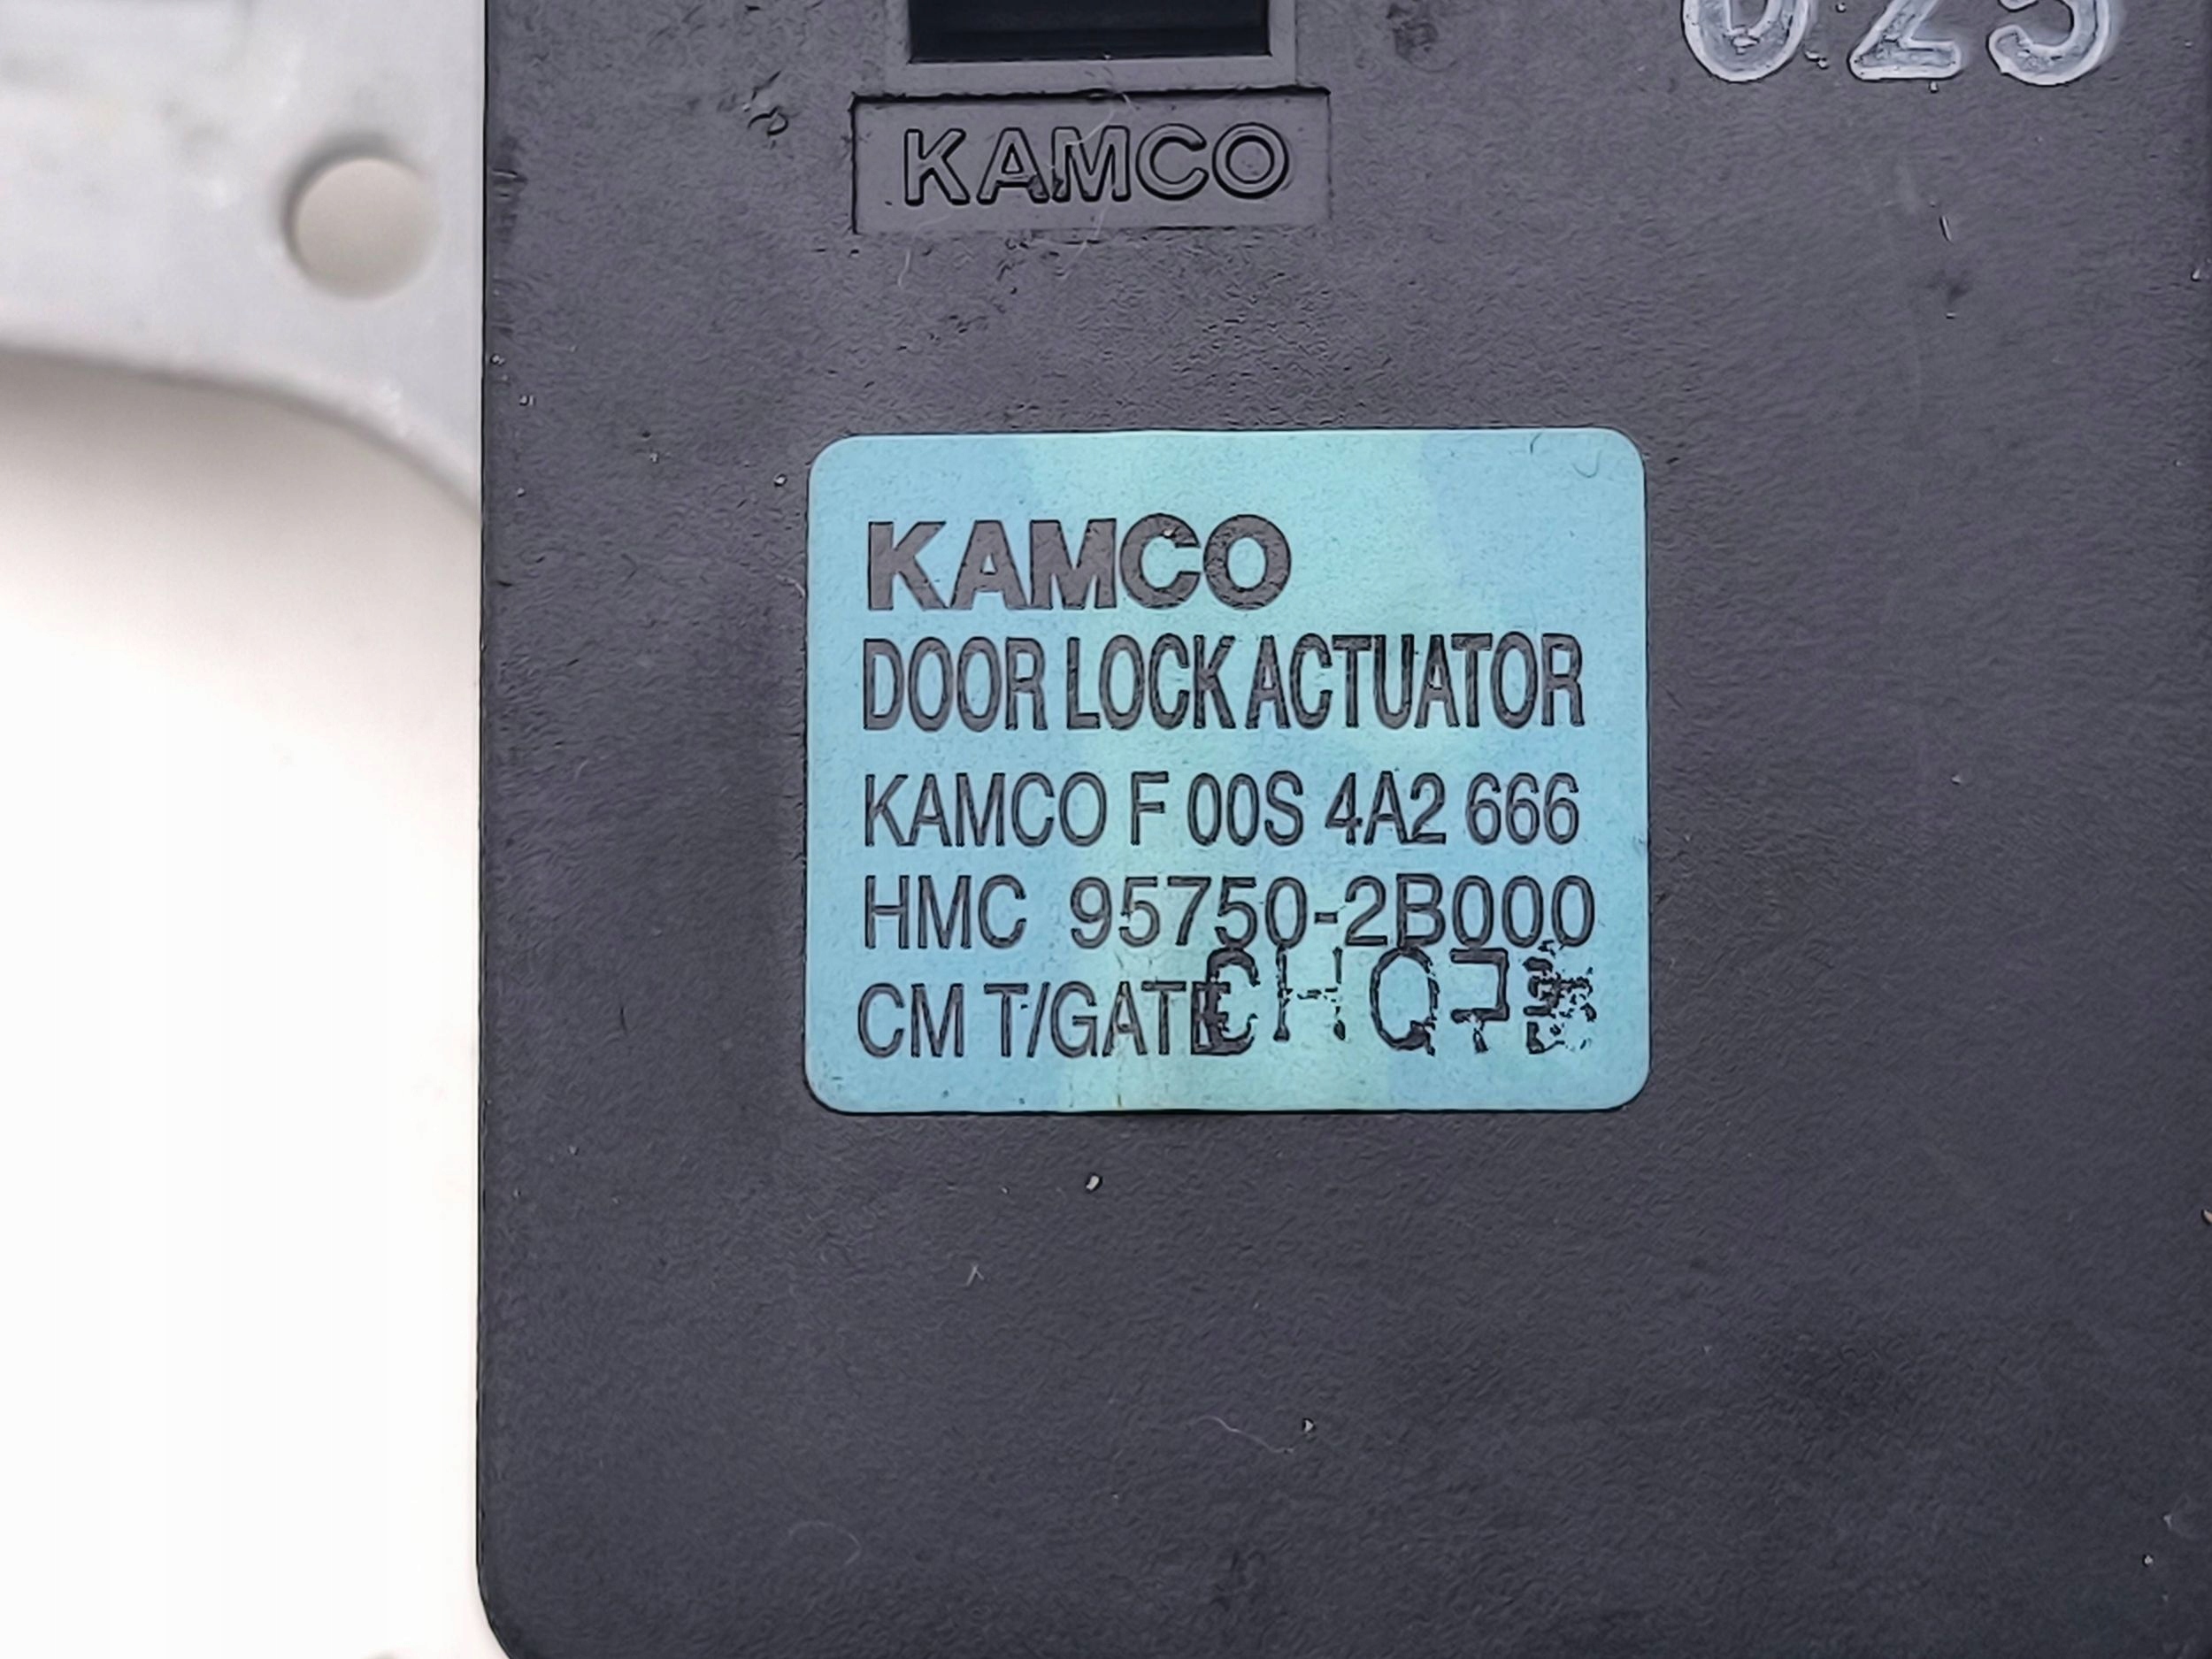 KAMCO
KAMCO
DOOR LOCK ACTUATOR
KAMCO F 00S 4A2 666
HMC 95750-2B000
CM T/GATE